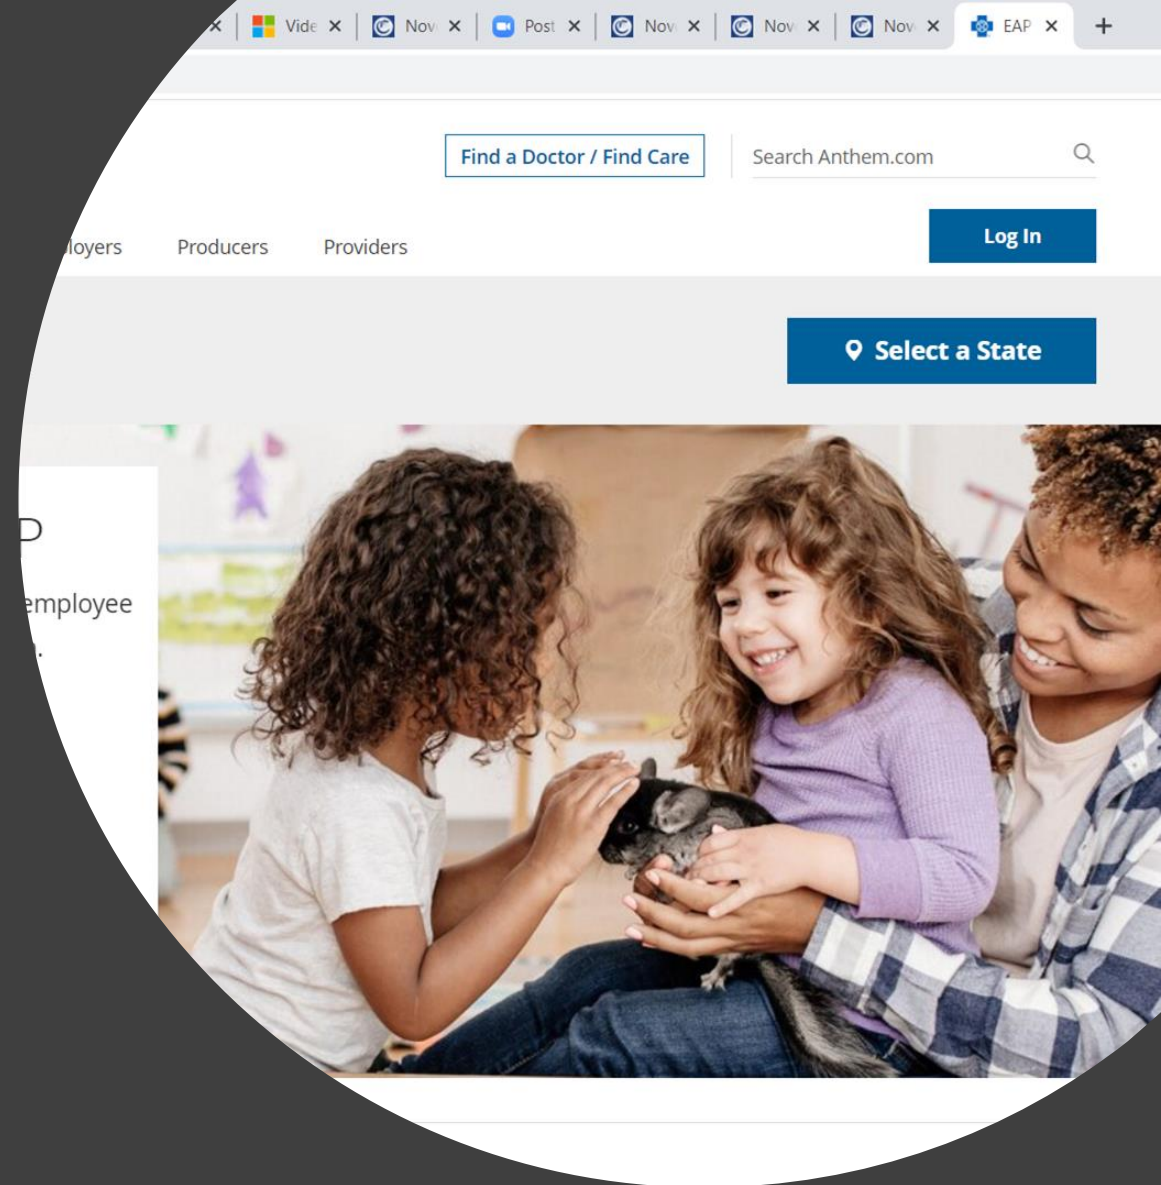 Vide
Nov
Post
Nov
Nov
Nov
EAP
Find a Doctor / Find Care
Search Anthem.com
Log In
loyers Producers Providers
Select a State
P
employee